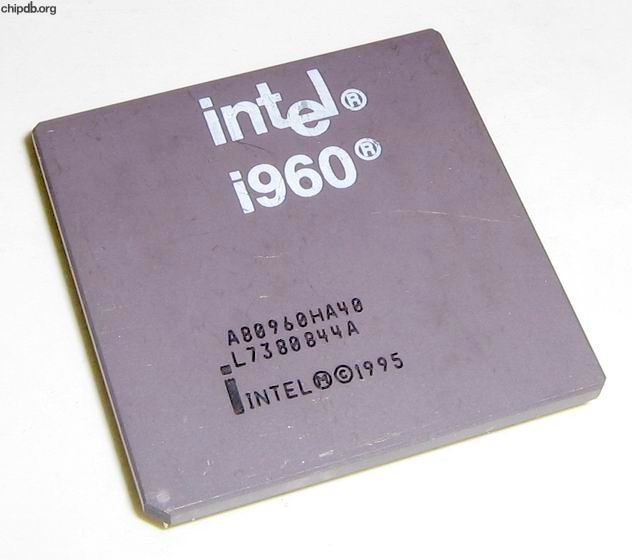 chipdb.org
intel®
i960®
A80960HA40
L7380844A
INTEL Ⓜ©1995